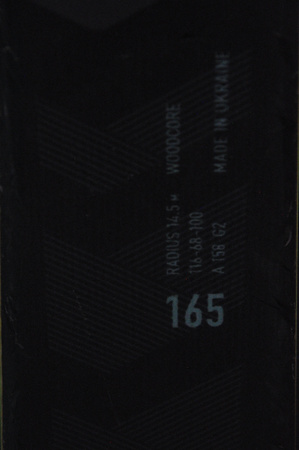 WOODCORE
MADE IN UKRAINE
RADIUS 14.5 M
116-68-100
A 158 G2
165